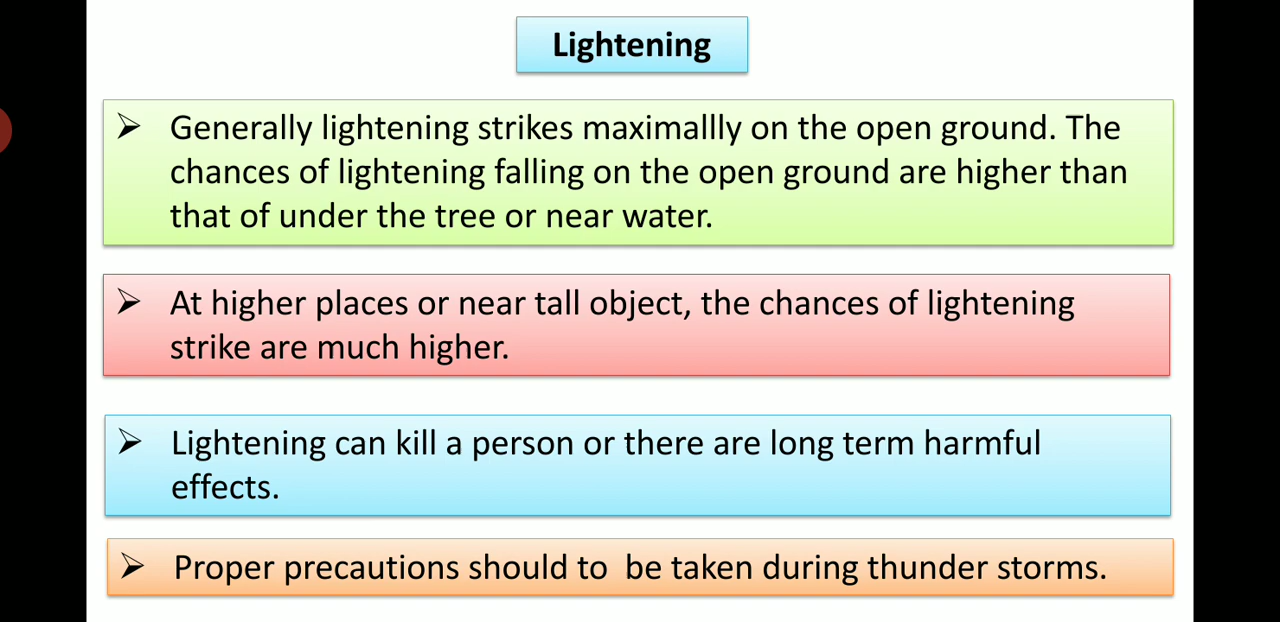 Lightening
➢ Generally lightening strikes maximallly on the open ground. The
chances of lightening falling on the open ground are higher than
that of under the tree or near water.
➢ At higher places or near tall object, the chances of lightening
strike are much higher.
➢ Lightening can kill a person or there are long term harmful
effects.
➢ Proper precautions should to  be taken during thunder storms.